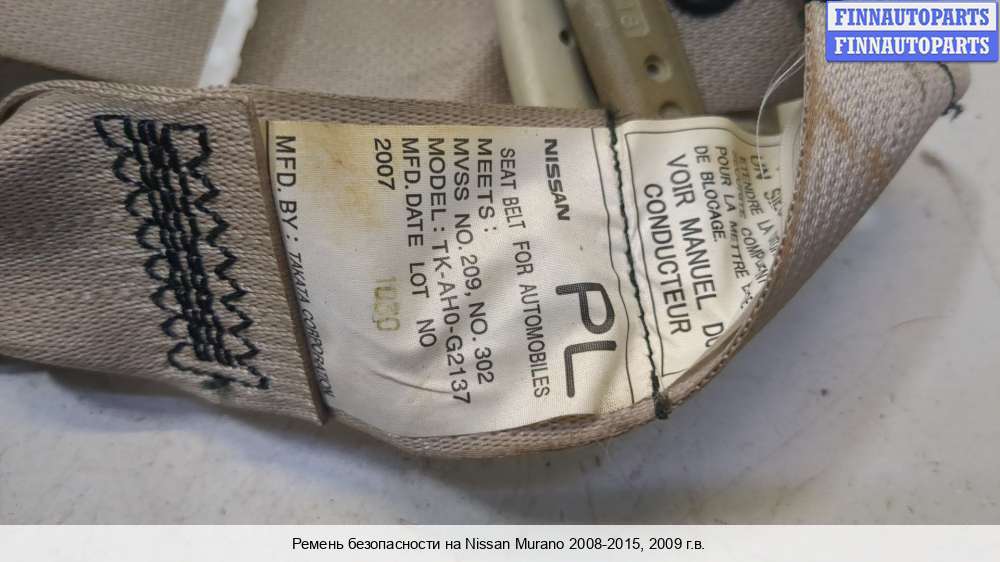 FINNAUTOPARTS
FINNAUTOPARTS
NISSAN
PL
SEAT BELT FOR AUTOMOBILES
MEETS :
MVSS NO. 209, NO. 302
MODEL : TK-AH0-G2137
MFD. DATE LOT NO
2007
MFD. BY : TAKATA CORPORATION
ETENDRE LA
POUR LA METTRE
DE BLOCAGE.
VOIR MANUEL DU
CONDUCTEUR
Ремень безопасности на Nissan Murano 2008-2015, 2009 г.в.